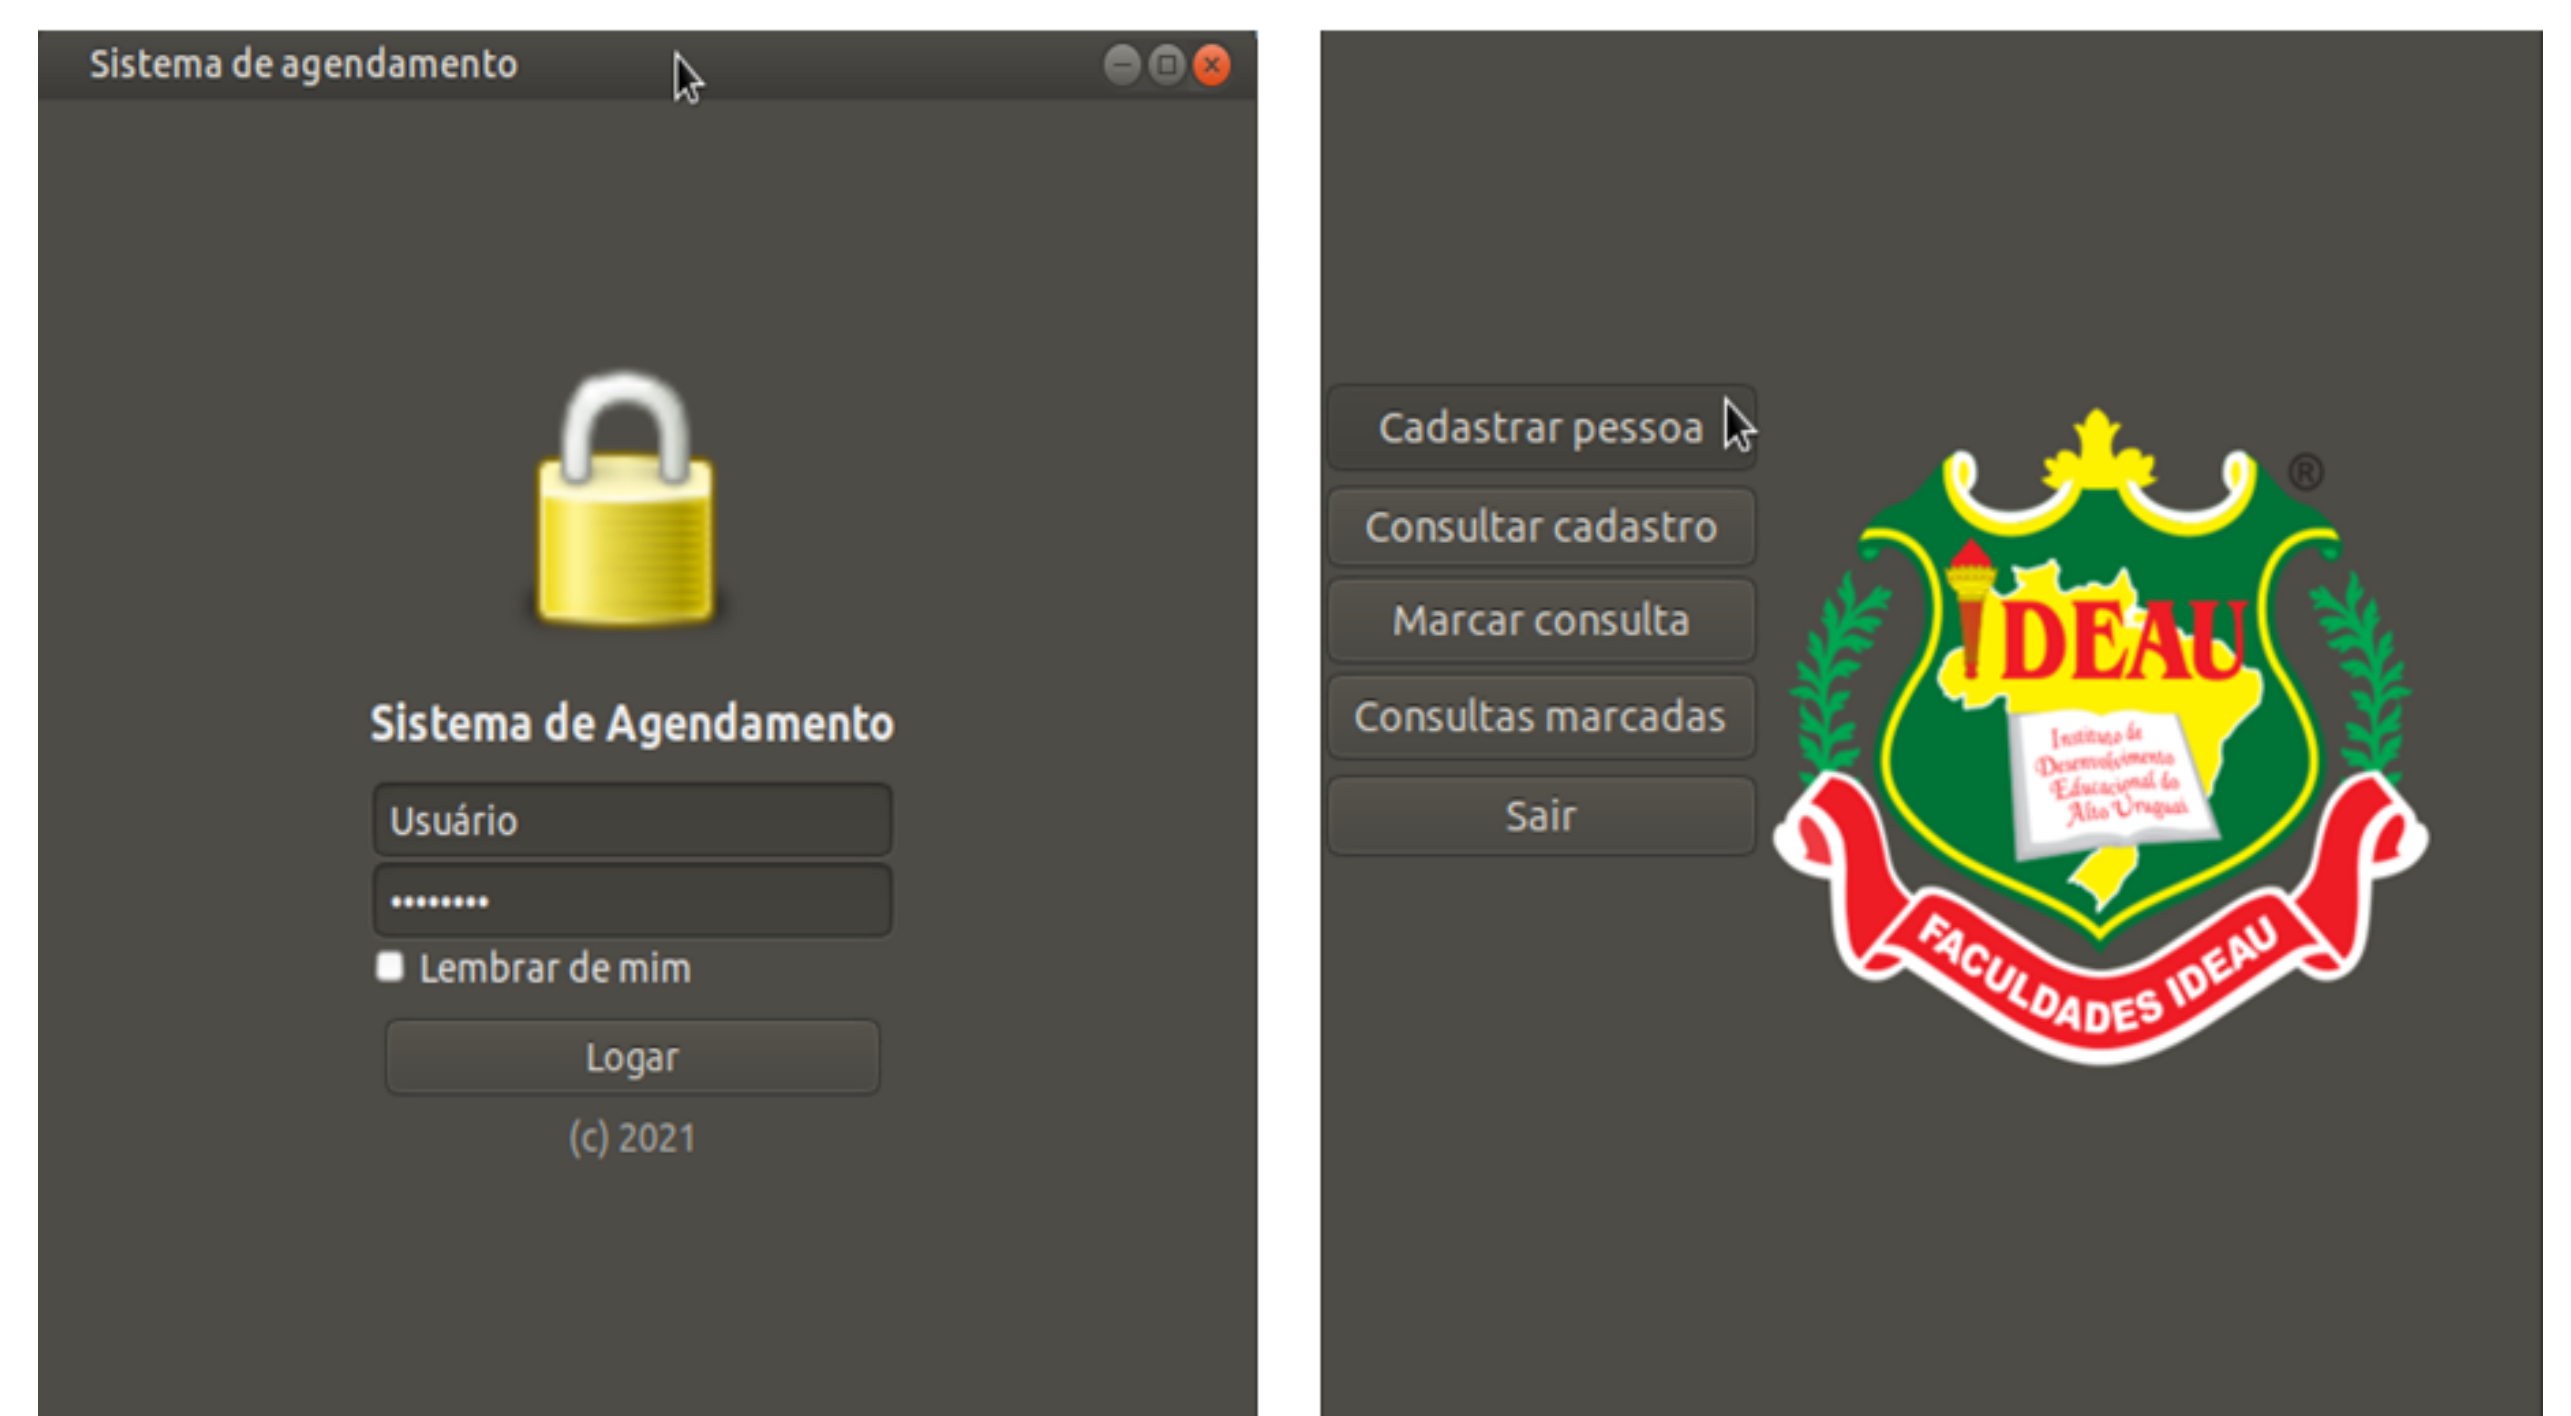 Sistema de agendamento
Sistema de Agendamento
Usuário
••••••••
Lembrar de mim
Logar
(c) 2021
Cadastrar pessoa
Consultar cadastro
Marcar consulta
Consultas marcadas
Sair
®
IDEAU
Instituto de
Desenvolvimento
Educacional do
Alto Uruguai
FACULDADES IDEAU